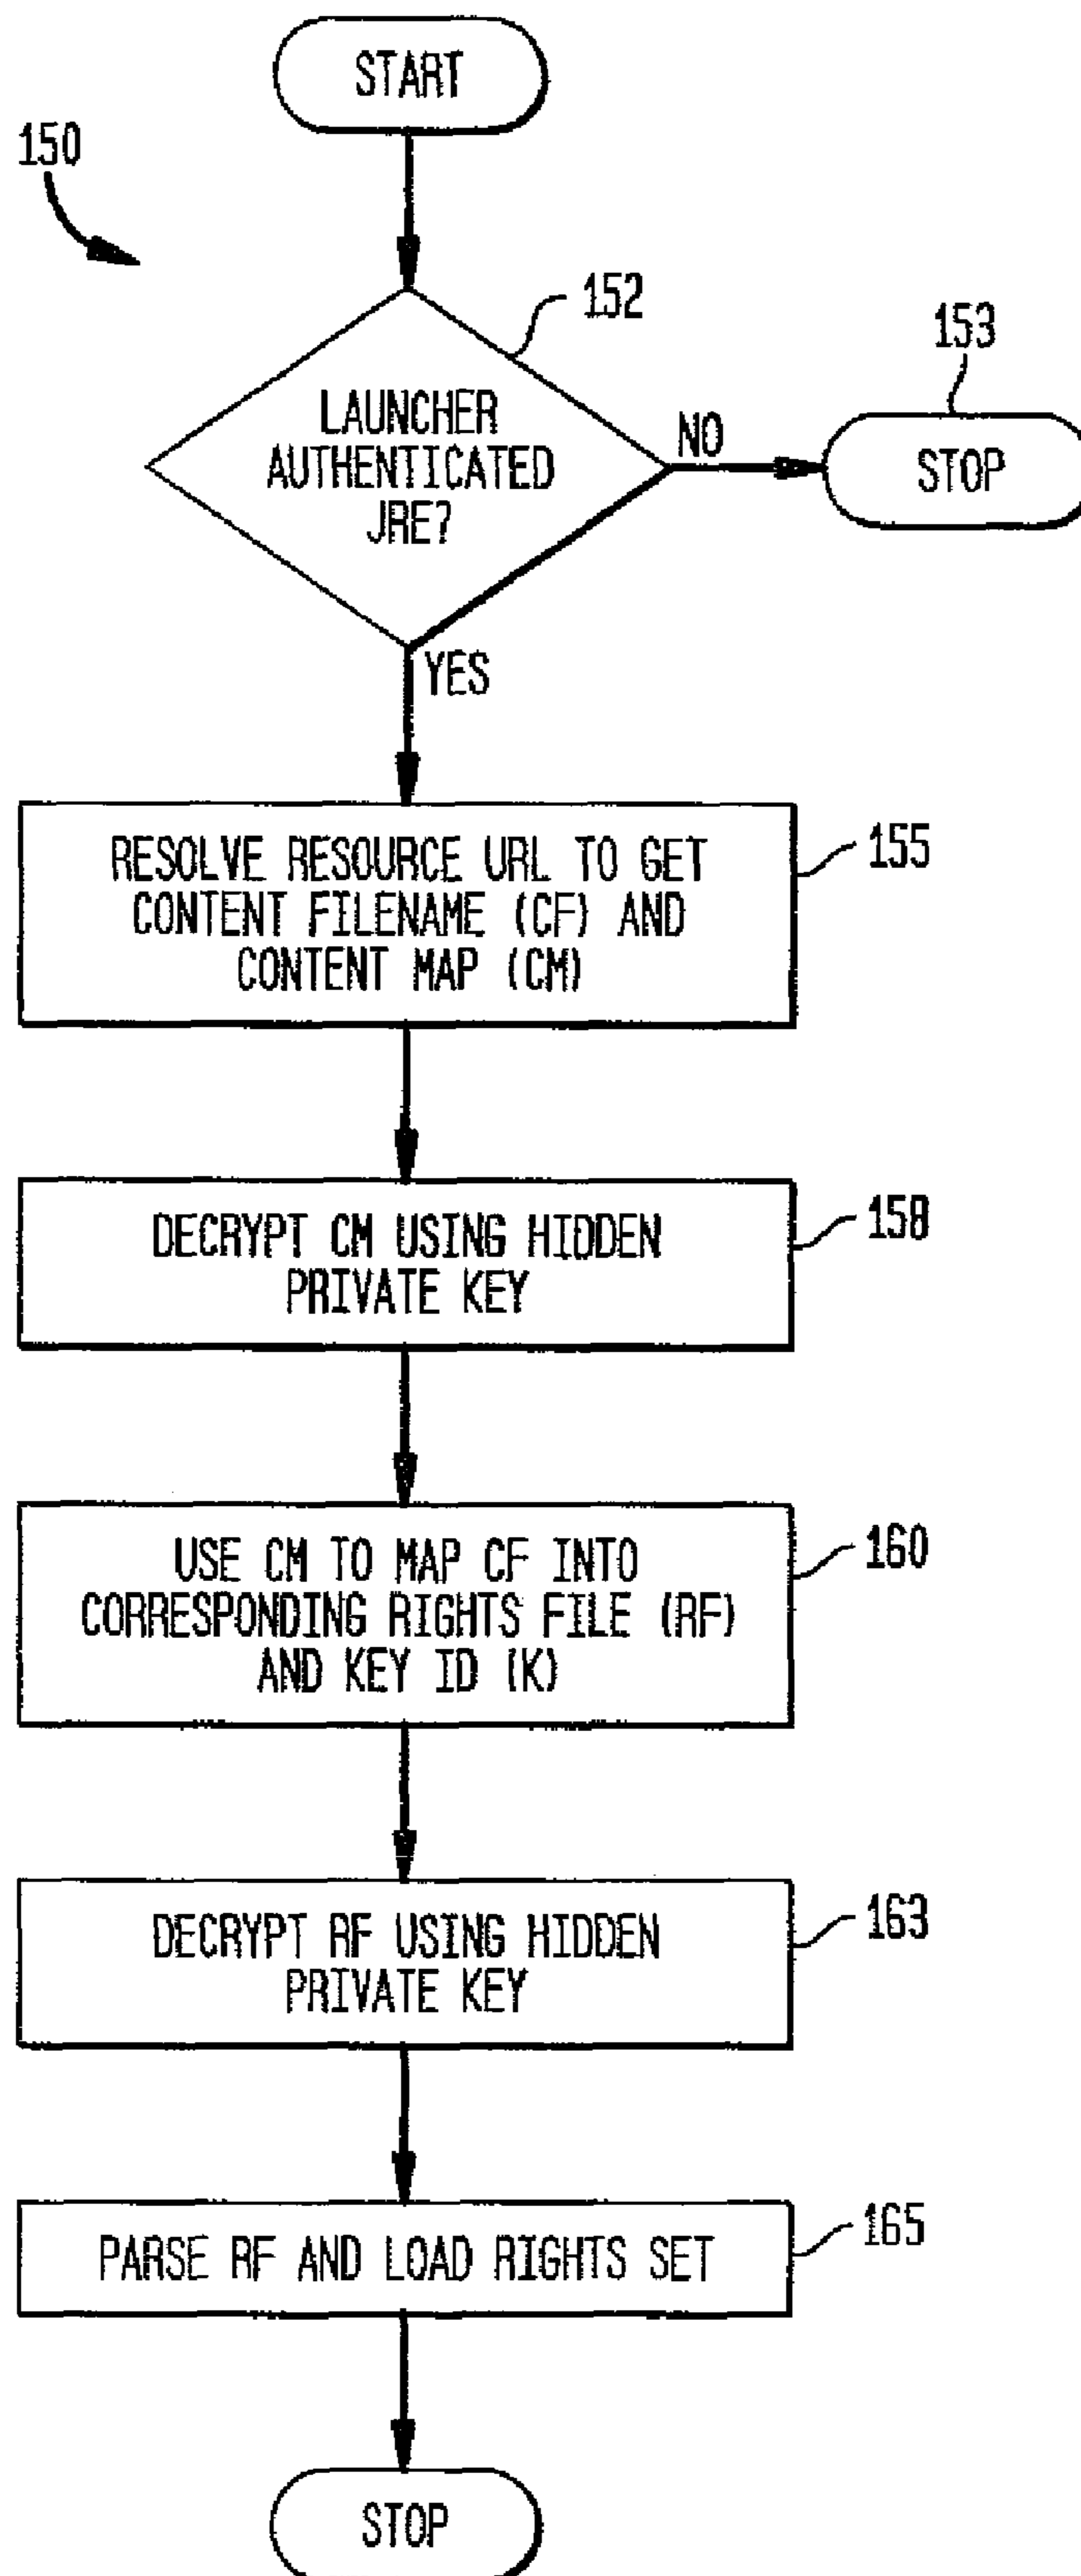 START
150
152
153
LAUNCHER
AUTHENTICATED
JRE?
NO
STOP
YES
RESOLVE RESOURCE URL TO GET
CONTENT FILENAME (CF) AND
CONTENT MAP (CM)
155
DECRYPT CM USING HIDDEN
PRIVATE KEY
158
USE CM TO MAP CF INTO
CORRESPONDING RIGHTS FILE (RF)
AND KEY ID (K)
160
DECRYPT RF USING HIDDEN
PRIVATE KEY
163
PARSE RF AND LOAD RIGHTS SET
165
STOP